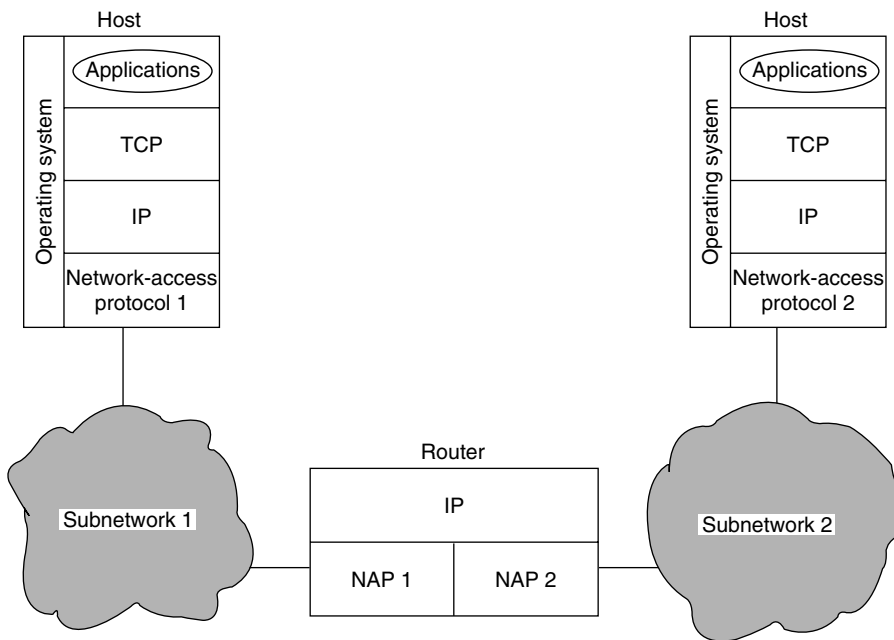 Host
Operating system
Applications
TCP
IP
Network-access
protocol 1
Host
Operating system
Applications
TCP
IP
Network-access
protocol 2
Subnetwork 1
Router
IP
NAP 1
NAP 2
Subnetwork 2